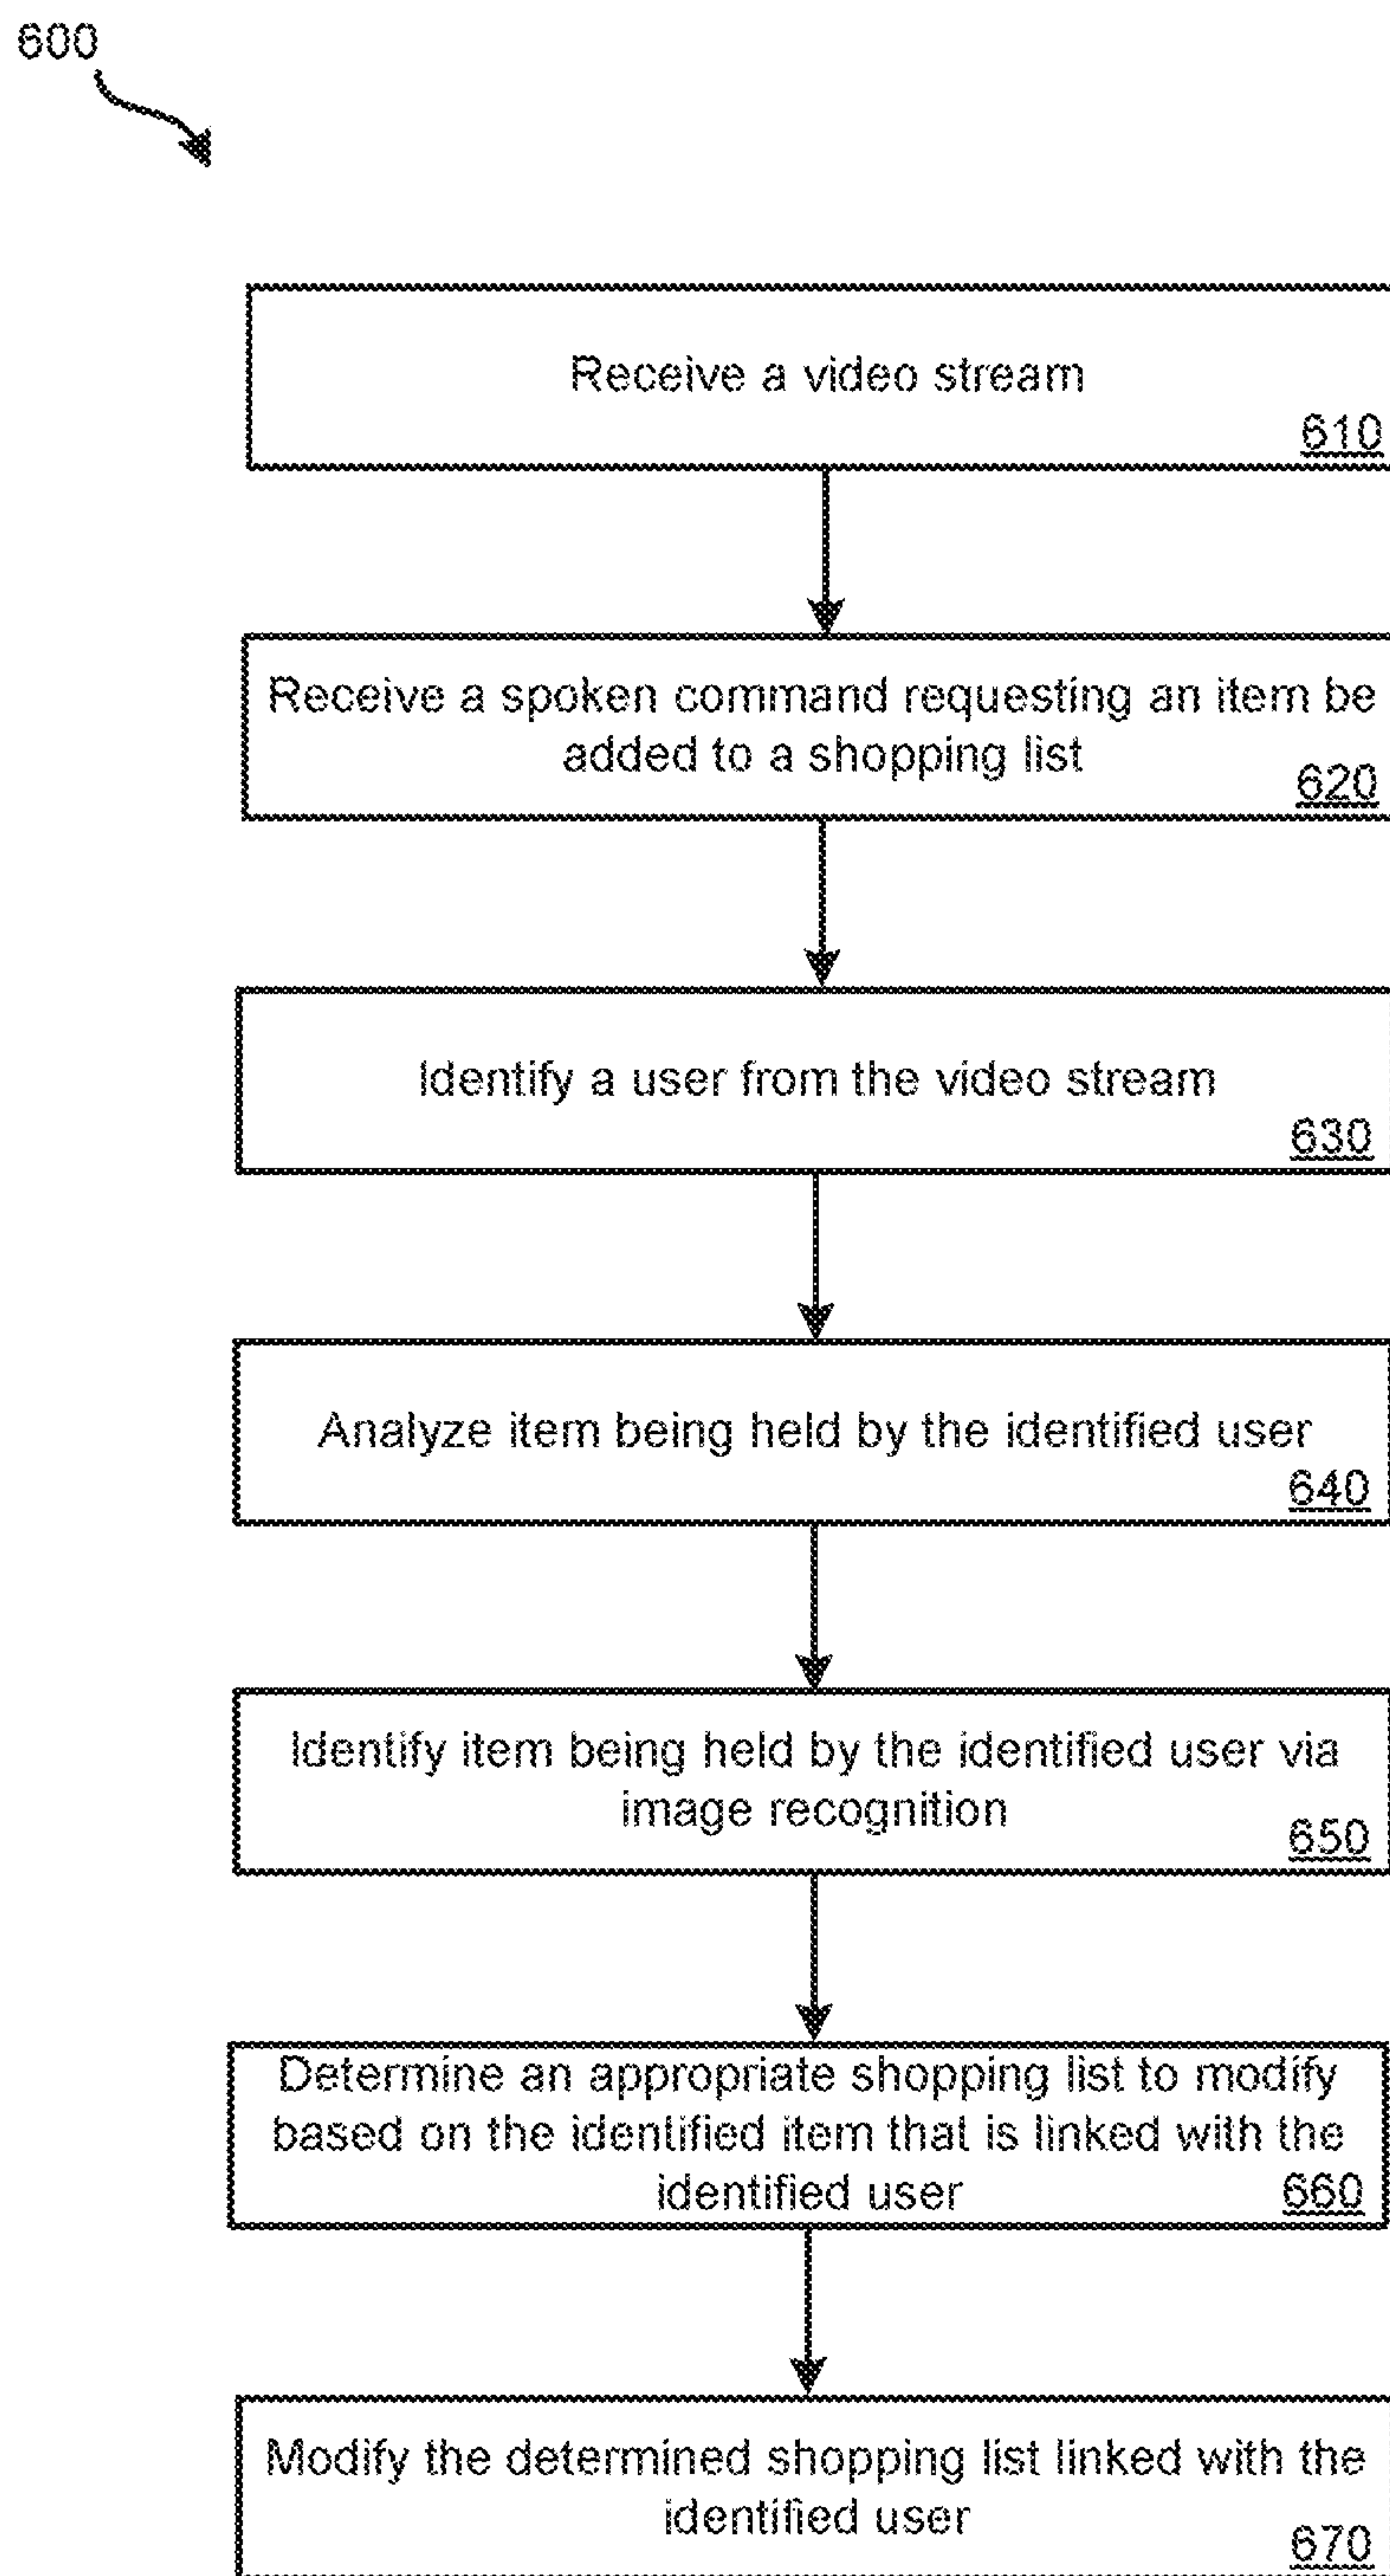 600
Receive a video stream
610
Receive a spoken command requesting an item be
added to a shopping list
620
Identify a user from the video stream
630
Analyze item being held by the identified user
640
Identify item being held by the identified user via
image recognition
650
Determine an appropriate shopping list to modify
based on the identified item that is linked with the
identified user
660
Modify the determined shopping list linked with the
identified user
670